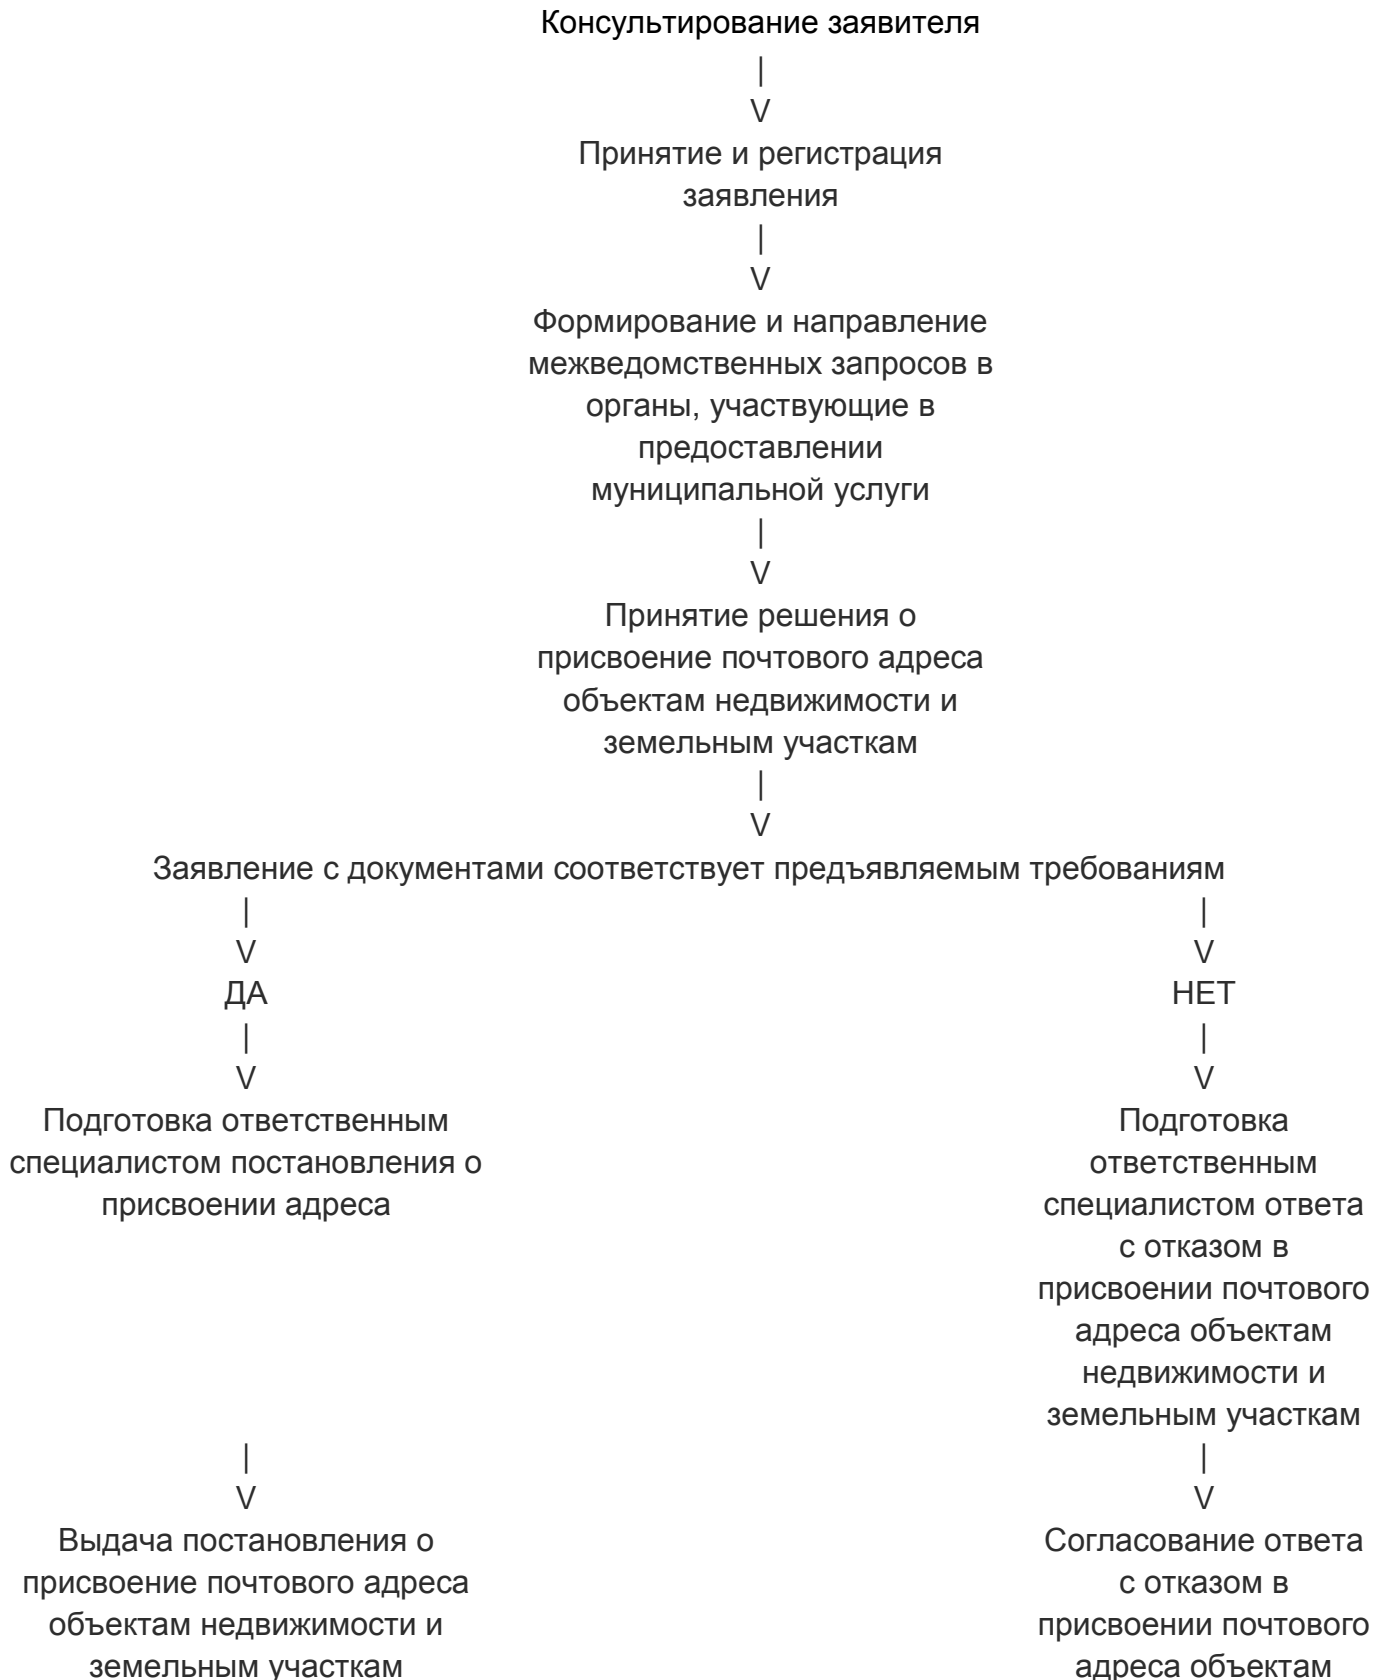 Консультирование заявителя
|
V
Принятие и регистрация
заявления
|
V
Формирование и направление
межведомственных запросов в
органы, участвующие в
предоставлении
муниципальной услуги
|
V
Принятие решения о
присвоение почтового адреса
объектам недвижимости и
земельным участкам
|
V
Заявление с документами соответствует предъявляемым требованиям
|
V
ДА
|
V
Подготовка ответственным
специалистом постановления о
присвоении адреса
|
V
Выдача постановления о
присвоение почтового адреса
объектам недвижимости и
земельным участкам
|
V
НЕТ
|
V
Подготовка
ответственным
специалистом ответа
с отказом в
присвоении почтового
адреса объектам
недвижимости и
земельным участкам
|
V
Согласование ответа
с отказом в
присвоении почтового
адреса объектам